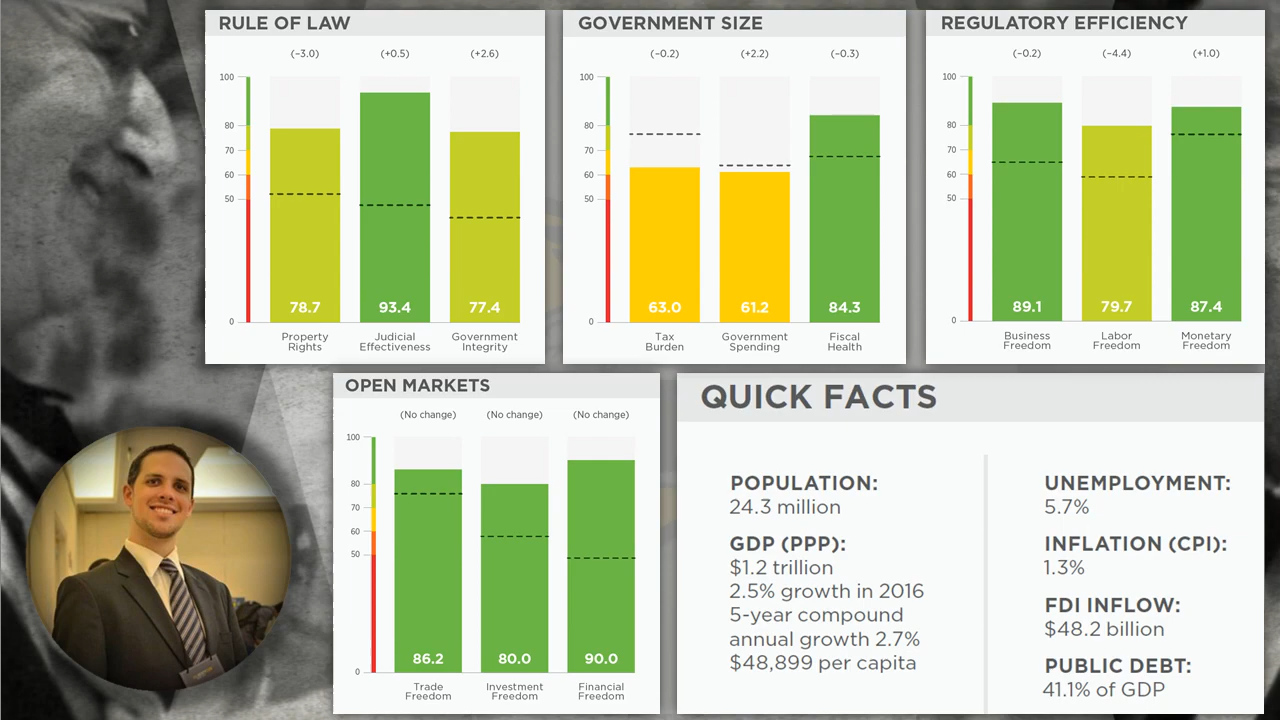 RULE OF LAW
(−3.0) (+0.5) (+2.6)
100
80
70
60
50
0
78.7 93.4 77.4
Property Judicial Government
Rights Effectiveness Integrity
GOVERNMENT SIZE
(−0.2) (+2.2) (−0.3)
100
80
70
60
50
0
63.0 61.2 84.3
Tax Government Fiscal
Burden Spending Health
REGULATORY EFFICIENCY
(−0.2) (−4.4) (+1.0)
100
80
70
60
50
0
89.1 79.7 87.4
Business Labor Monetary
Freedom Freedom Freedom
OPEN MARKETS
(No change) (No change) (No change)
100
80
70
60
50
0
86.2 80.0 90.0
Trade Investment Financial
Freedom Freedom Freedom
QUICK FACTS
POPULATION:
24.3 million
GDP (PPP):
$1.2 trillion
2.5% growth in 2016
5-year compound
annual growth 2.7%
$48,899 per capita
UNEMPLOYMENT:
5.7%
INFLATION (CPI):
1.3%
FDI INFLOW:
$48.2 billion
PUBLIC DEBT:
41.1% of GDP